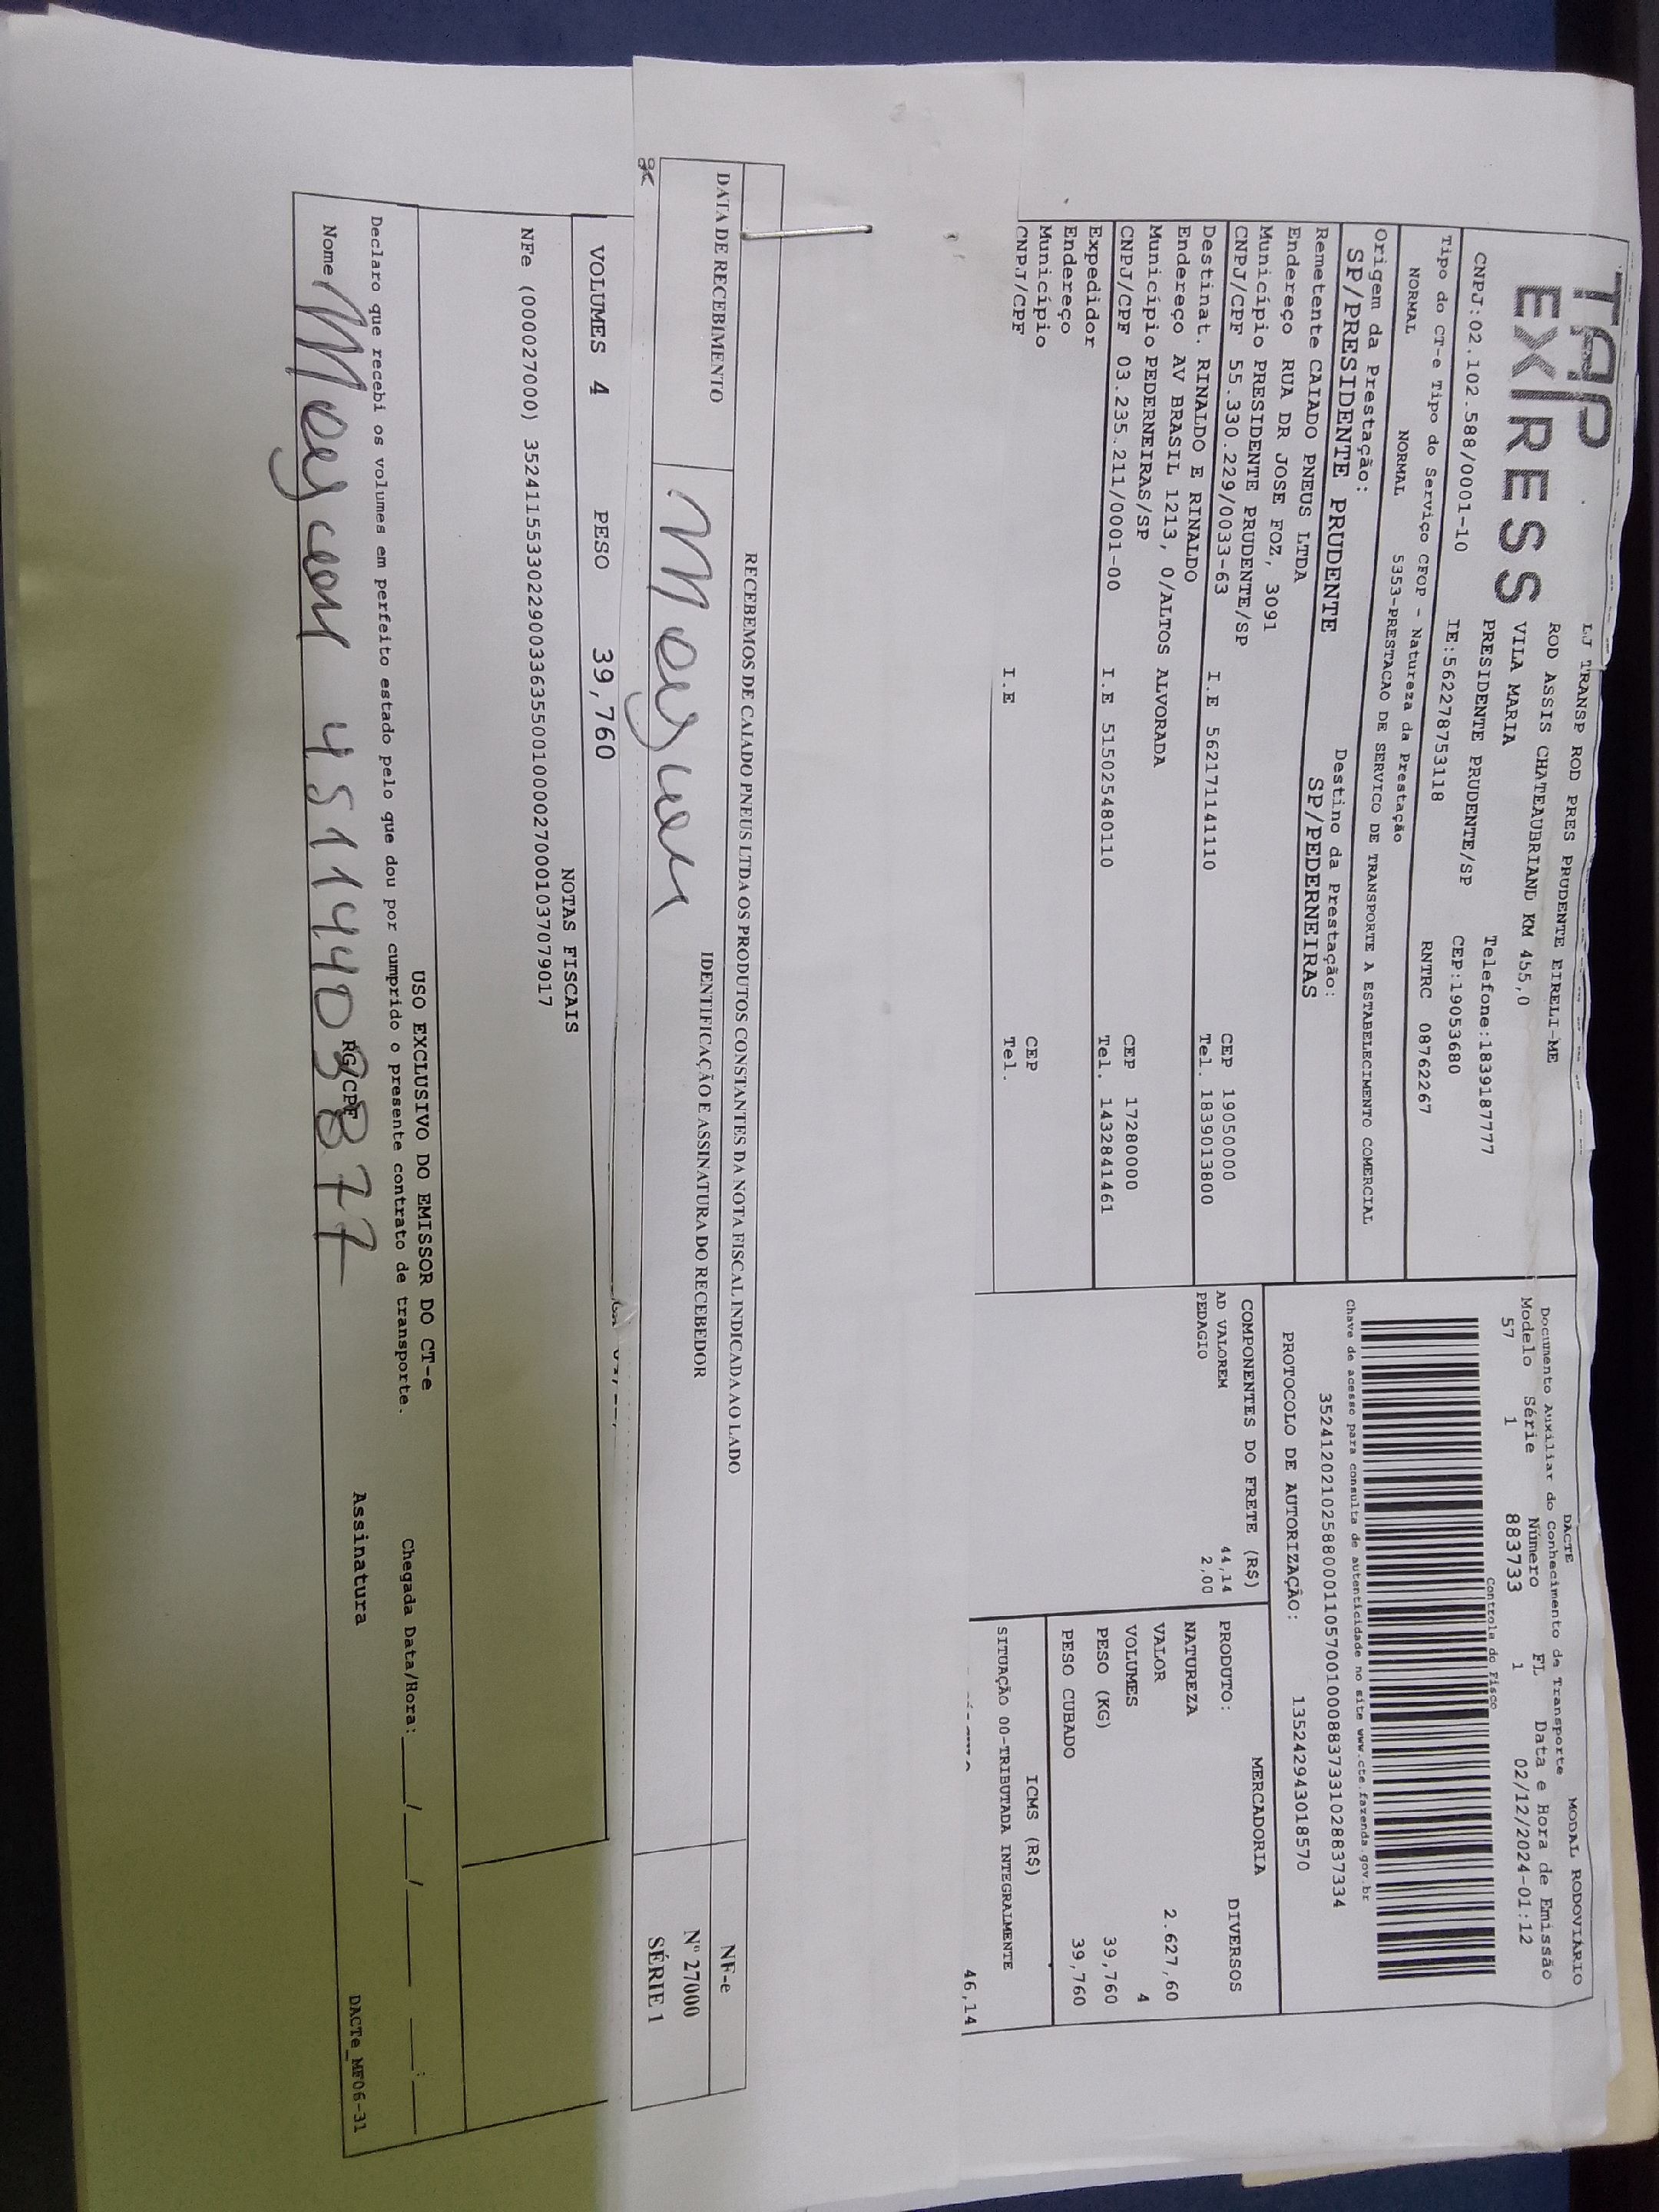 TAP EXPRESS
LJ TRANSP ROD PRES PRUDENTE EIRELI-ME
ROD ASSIS CHATEAUBRIAND KM 455,0
VILA MARIA
PRESIDENTE PRUDENTE/SP Telefone:1839187777
CNPJ:02.102.588/0001-10 IE:562278753118 CEP:19053680
Tipo do CT-e Tipo do Serviço CFOP - Natureza da Prestação RNTRC 08762267
NORMAL NORMAL 5353-PRESTACAO DE SERVICO DE TRANSPORTE A ESTABELECIMENTO COMERCIAL
Origem da Prestação: Destino da Prestação:
SP/PRESIDENTE PRUDENTE SP/PEDERNEIRAS
Remetente CAIADO PNEUS LTDA
Endereço RUA DR JOSE FOZ, 3091
Município PRESIDENTE PRUDENTE/SP CEP 19050000
CNPJ/CPF 55.330.229/0033-63 I.E 562171141110 Tel. 1839013800
Destinat. RINALDO E RINALDO
Endereço AV BRASIL 1213, 0/ALTOS ALVORADA
Município PEDERNEIRAS/SP CEP 17280000
CNPJ/CPF 03.235.211/0001-00 I.E 515025480110 Tel. 1432841461
Expedidor
Endereço
Município CEP
CNPJ/CPF I.E Tel.
DACTE MODAL RODOVIÁRIO
Documento Auxiliar do Conhecimento de Transporte
Modelo Série Número FL Data e Hora de Emissão
57 1 883733 1 02/12/2024-01:12
Controle do Fisco
Chave de acesso para consulta de autenticidade no site www.cte.fazenda.gov.br
35241202102588000110570010008837331028837334
PROTOCOLO DE AUTORIZAÇÃO: 135242943018570
COMPONENTES DO FRETE (R$)
AD VALOREM 44,14
PEDAGIO 2,00
MERCADORIA
PRODUTO: DIVERSOS
NATUREZA
VALOR 2.627,60
VOLUMES 4
PESO (KG) 39,760
PESO CUBADO 39,760
ICMS (R$)
SITUAÇÃO 00-TRIBUTADA INTEGRALMENTE
46,14
RECEBEMOS DE CAIADO PNEUS LTDA OS PRODUTOS CONSTANTES DA NOTA FISCAL INDICADA AO LADO
DATA DE RECEBIMENTO IDENTIFICAÇÃO E ASSINATURA DO RECEBEDOR
NF-e
Nº 27000
SÉRIE 1
VOLUMES 4 PESO 39,760
NOTAS FISCAIS
NFe (000027000) 35241155330229003363550010000270001037079017
USO EXCLUSIVO DO EMISSOR DO CT-e
Declaro que recebi os volumes em perfeito estado pelo que dou por cumprido o presente contrato de transporte. Chegada Data/Hora: ___/___/___ ___:___
Nome RG/CPF Assinatura
DACTe_MF06-31